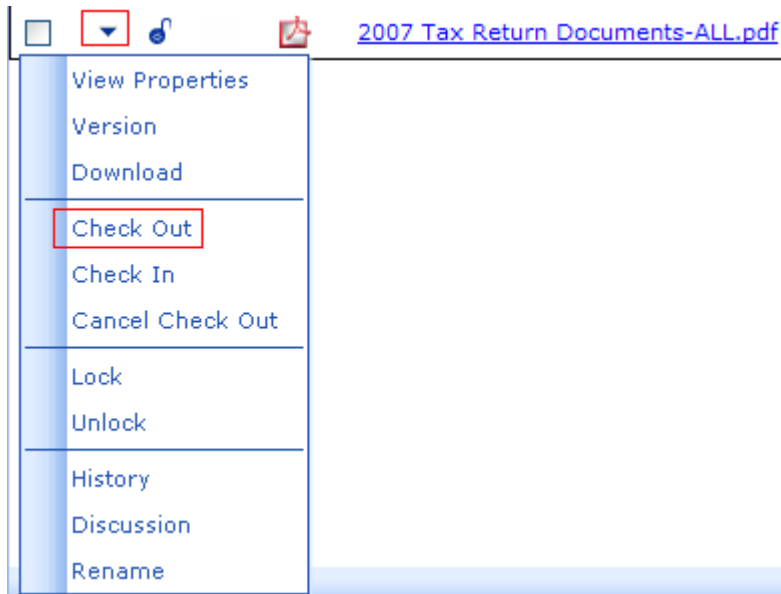 2007 Tax Return Documents-ALL.pdf
View Properties
Version
Download
Check Out
Check In
Cancel Check Out
Lock
Unlock
History
Discussion
Rename